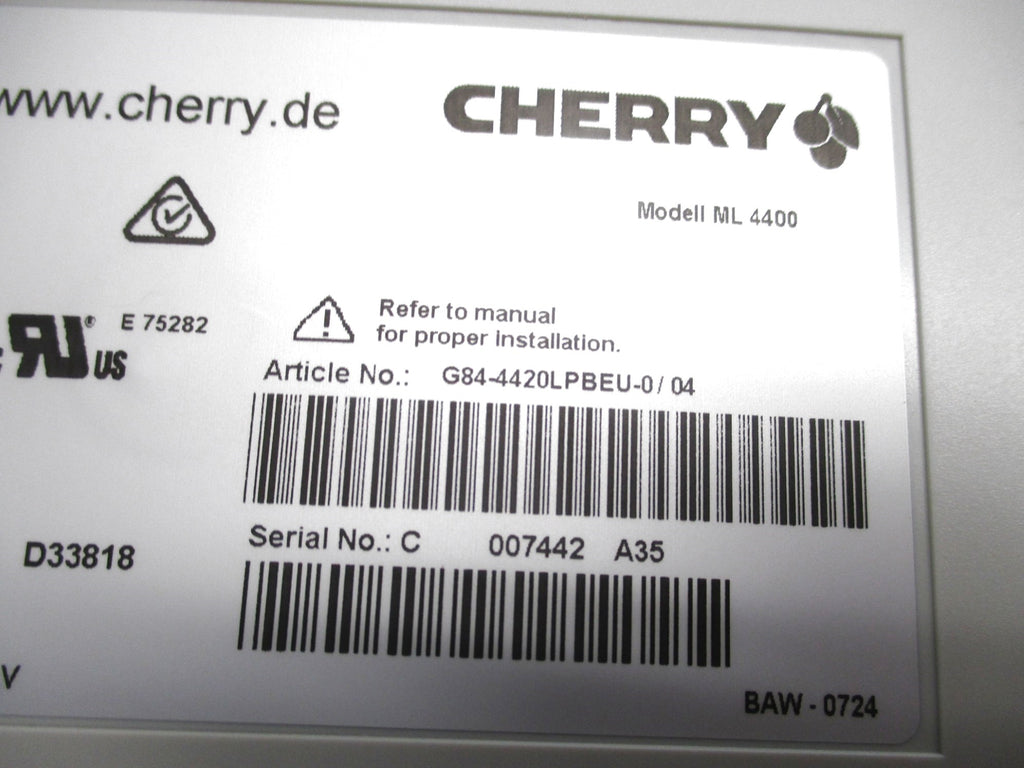 www.cherry.de
CHERRY
Modell ML 4400
Refer to manual
for proper installation.
E 75282
US
Article No.: G84-4420LPBEU-0 / 04
Serial No.: C 007442 A35
D33818
V
BAW - 0724